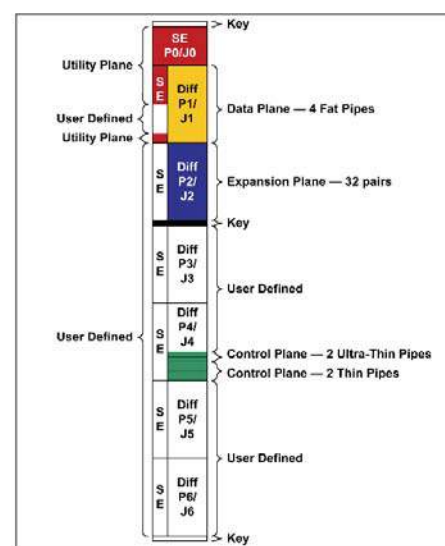 Key
SE
P0/J0
Utility Plane
S
E
Diff
P1/
J1
Data Plane — 4 Fat Pipes
User Defined
Utility Plane
S
E
Diff
P2/
J2
Expansion Plane — 32 pairs
Key
S
E
Diff
P3/
J3
User Defined
User Defined
S
E
Diff
P4/
J4
Control Plane — 2 Ultra-Thin Pipes
Control Plane — 2 Thin Pipes
S
E
Diff
P5/
J5
User Defined
S
E
Diff
P6/
J6
Key